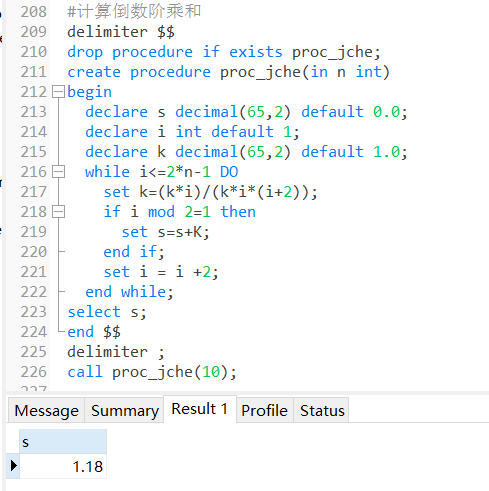 208 #计算倒数阶乘和
209 delimiter $$
210 drop procedure if exists proc_jche;
211 create procedure proc_jche(in n int)
212 begin
213 declare s decimal(65,2) default 0.0;
214 declare i int default 1;
215 declare k decimal(65,2) default 1.0;
216 while i<=2*n-1 DO
217 set k=(k*i)/(k*i*(i+2));
218 if i mod 2=1 then
219 set s=s+K;
220 end if;
221 set i = i +2;
222 end while;
223 select s;
224 end $$
225 delimiter ;
226 call proc_jche(10);
Message Summary Result 1 Profile Status
s
1.18